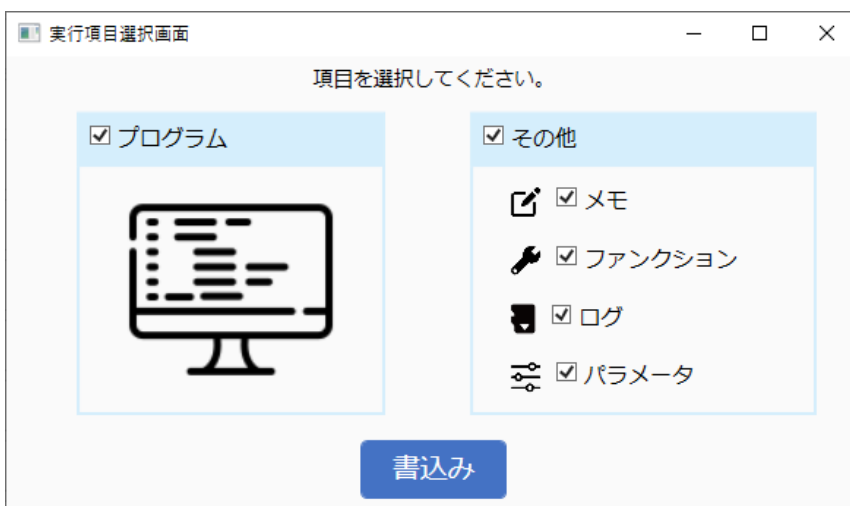 実行項目選択画面
項目を選択してください。
プログラム
その他
メモ
ファンクション
ログ
パラメータ
書込み